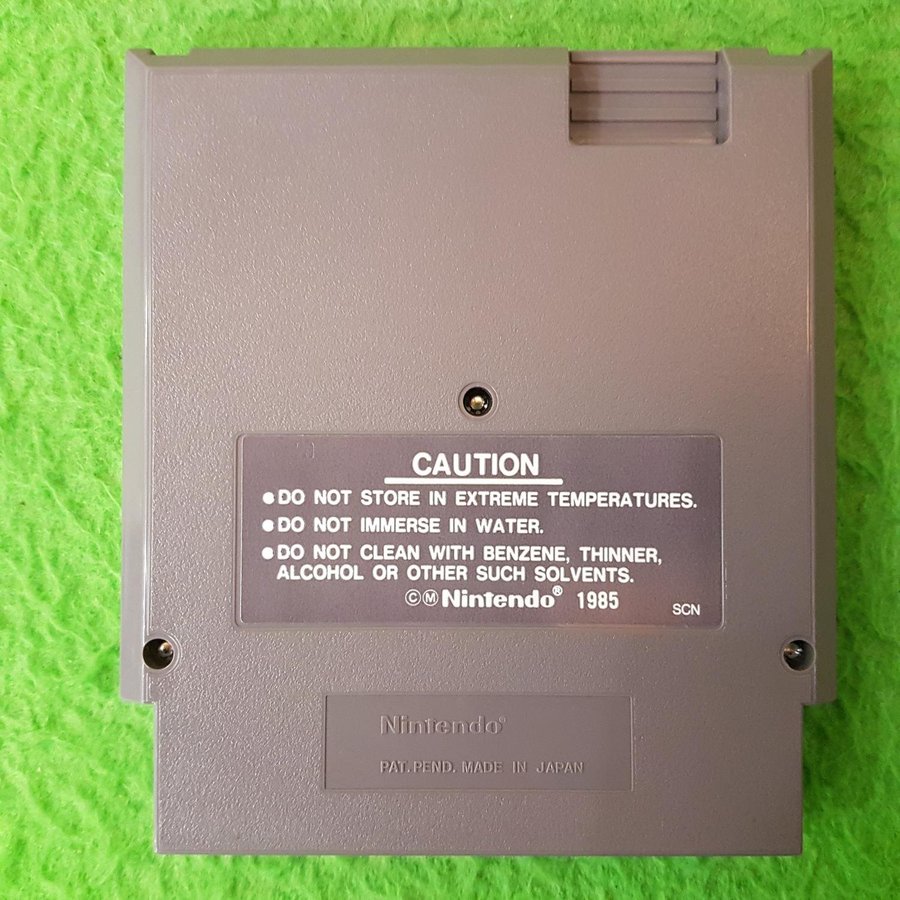 CAUTION
●DO NOT STORE IN EXTREME TEMPERATURES.
●DO NOT IMMERSE IN WATER.
●DO NOT CLEAN WITH BENZENE, THINNER,
ALCOHOL OR OTHER SUCH SOLVENTS.
ⒸⓂNintendo® 1985
SCN
Nintendo®
PAT. PEND. MADE IN JAPAN